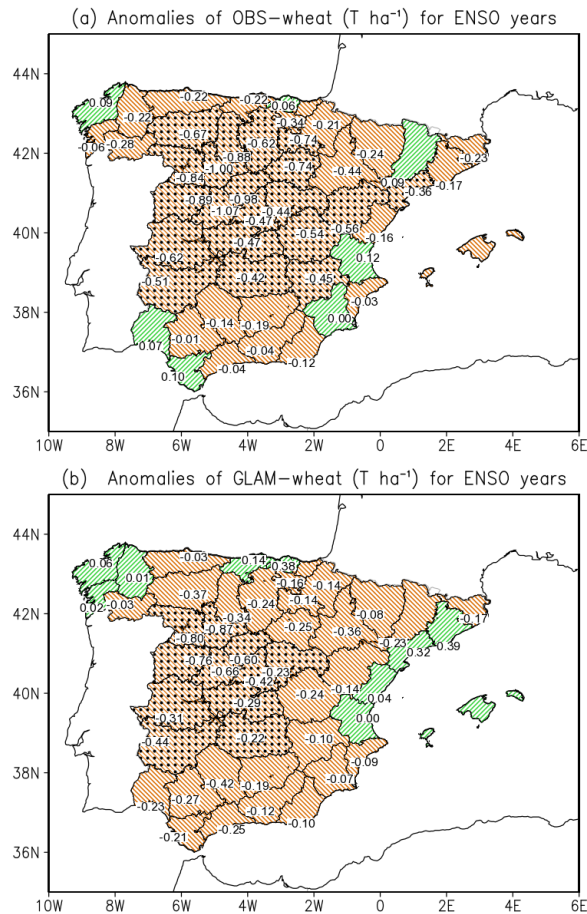 (a) Anomalies of OBS-wheat (T ha⁻¹) for ENSO years
44N
0.09 -0.22 -0.22 -0.22 0.06
-0.06 -0.28 -0.67 -0.62 -0.34 -0.21
-0.74
42N
-0.88 -0.74 -0.24 -0.23
-1.00 -0.44
-0.84 0.09 -0.17
-0.89 -0.98 -0.36
-1.07 -0.44
-0.47 -0.56
40N
-0.47 -0.54 -0.16
-0.62 0.12
-0.51 -0.42 -0.45
38N
-0.03
-0.14 -0.19 0.00
0.07 -0.01
-0.04 -0.12
0.10 -0.04
36N
10W 8W 6W 4W 2W 0 2E 4E 6E
(b) Anomalies of GLAM-wheat (T ha⁻¹) for ENSO years
44N
0.06 0.01 -0.03 0.14 0.38
0.02 -0.03 -0.37 -0.24 -0.16 -0.14
-0.14
42N
-0.34 -0.25 -0.08 -0.17
-0.87 -0.36
-0.80 -0.23 0.39
-0.76 -0.60 0.32
-0.66 -0.23
-0.42 -0.14
40N
-0.29 -0.24 0.04
-0.31 0.00
-0.44 -0.22 -0.10
38N
-0.09
-0.42 -0.19 -0.07
-0.23 -0.27
-0.12 -0.10
-0.21 -0.25
36N
10W 8W 6W 4W 2W 0 2E 4E 6E